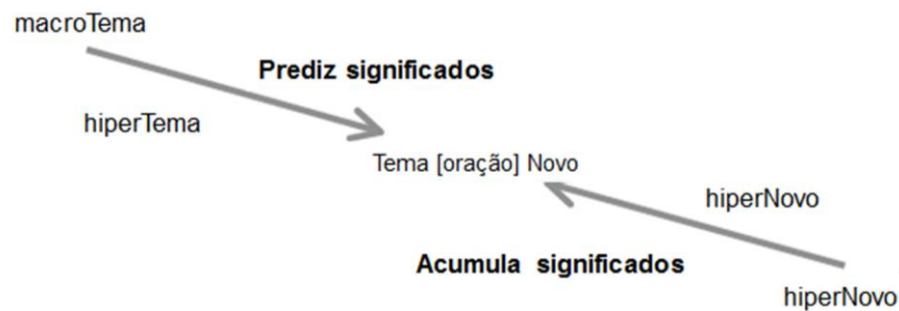 macroTema
Prediz significados
hiperTema
Tema [oração] Novo
hiperNovo
Acumula significados
hiperNovo